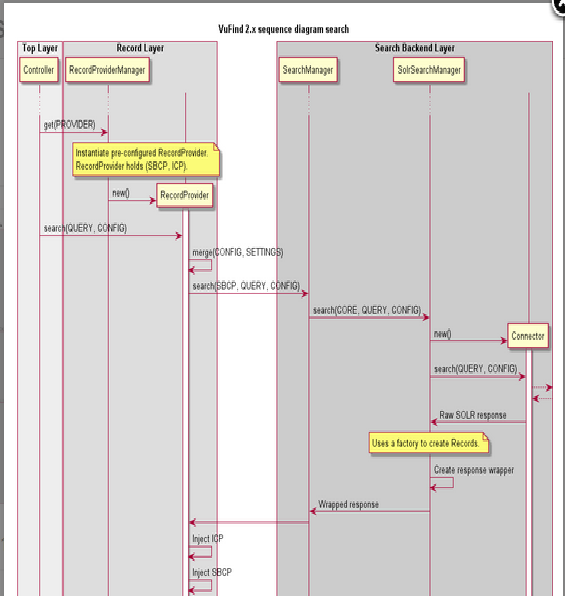 VuFind 2.x sequence diagram search
Top Layer
Record Layer
Search Backend Layer
Controller
RecordProviderManager
SearchManager
SolrSearchManager
get(PROVIDER)
Instantiate pre-configured RecordProvider.
RecordProvider holds (SBCP, ICP).
new()
RecordProvider
search(QUERY, CONFIG)
merge(CONFIG, SETTINGS)
search(SBCP, QUERY, CONFIG)
search(CORE, QUERY, CONFIG)
new()
Connector
search(QUERY, CONFIG)
Raw SOLR response
Uses a factory to create Records.
Create response wrapper
Wrapped response
Inject ICP
Inject SBCP